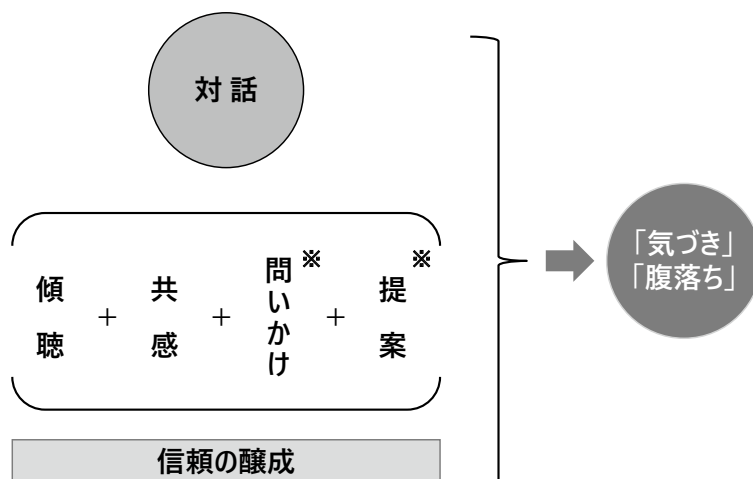 対話
傾聴 + 共感 + 問いかけ※ + 提案※
信頼の醸成
「気づき」
「腹落ち」